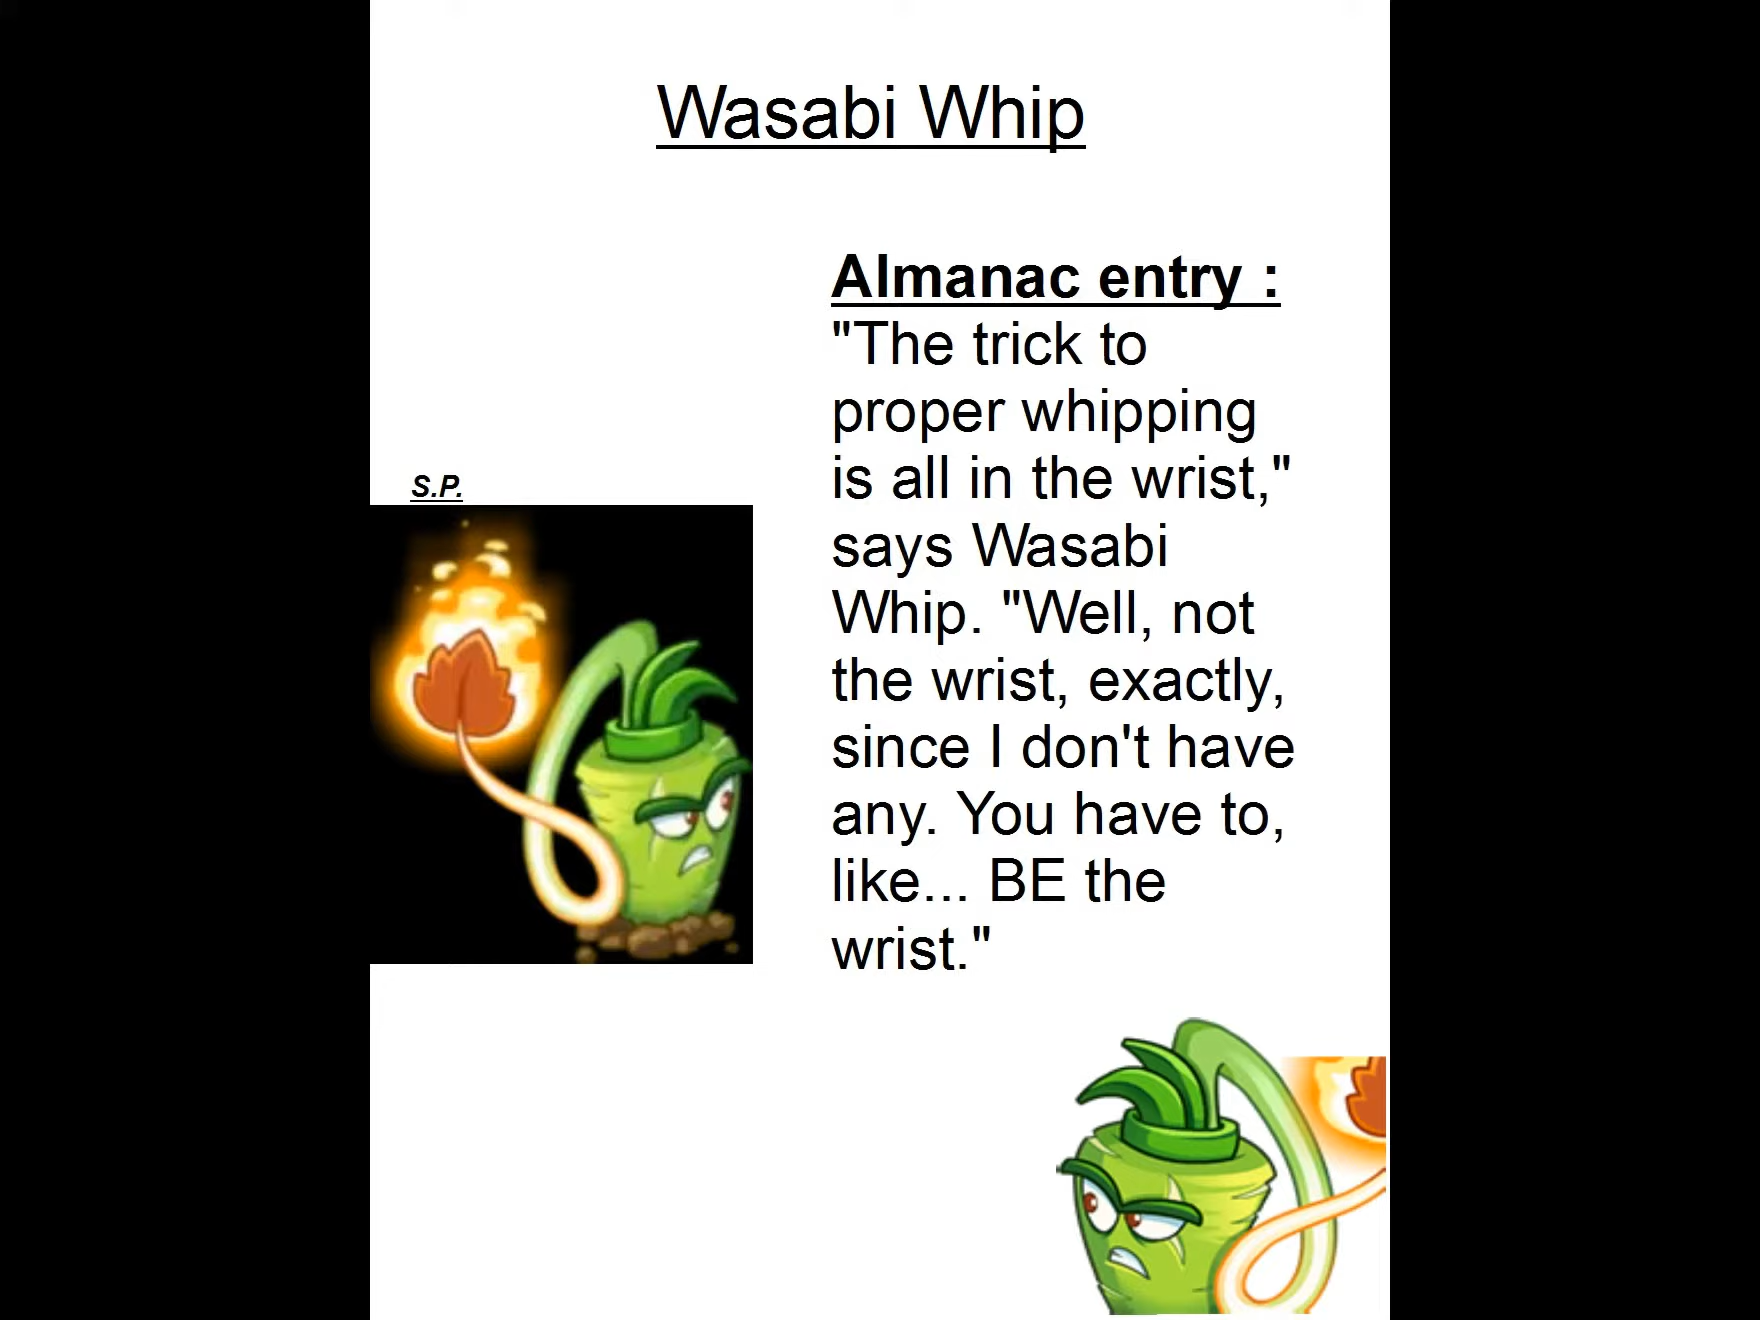 Wasabi Whip
Almanac entry :
"The trick to
proper whipping
is all in the wrist,"
says Wasabi
Whip. "Well, not
the wrist, exactly,
since I don't have
any. You have to,
like... BE the
wrist."
S.P.